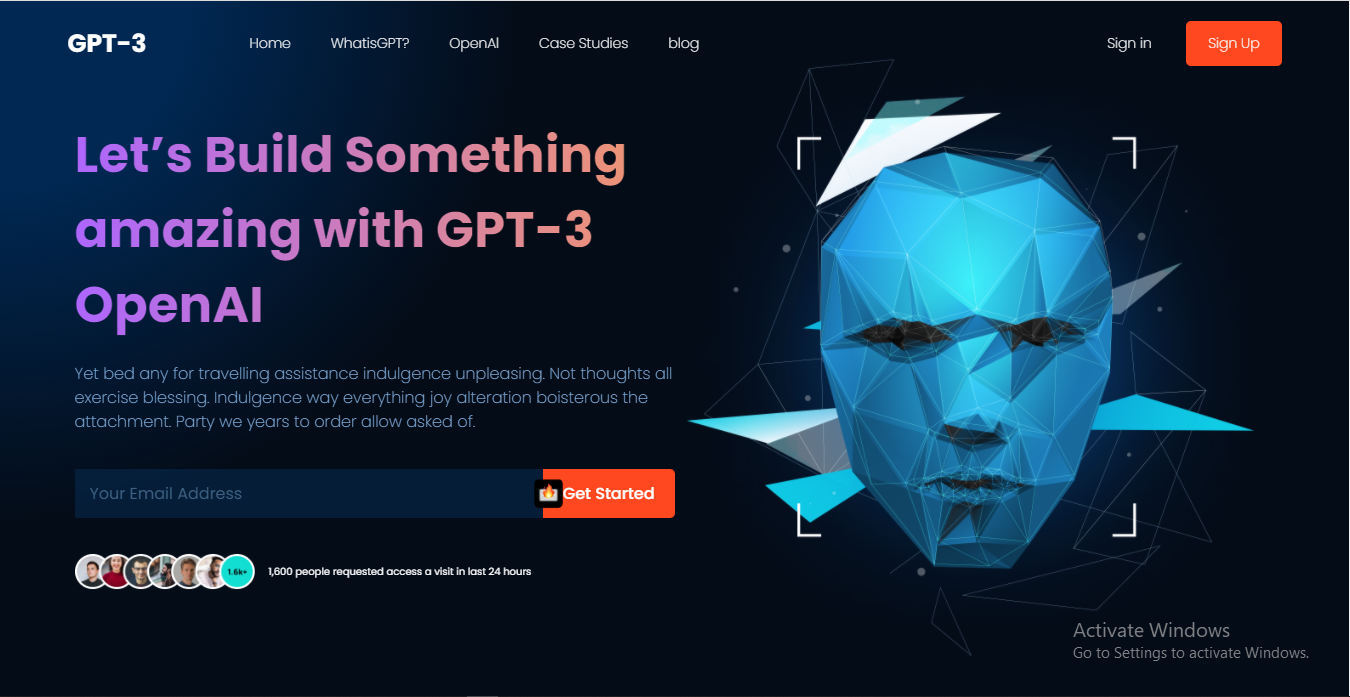 GPT-3
Home
WhatisGPT?
OpenAI
Case Studies
blog
Sign in
Sign Up
Let’s Build Something
amazing with GPT-3
OpenAI
Yet bed any for travelling assistance indulgence unpleasing. Not thoughts all
exercise blessing. Indulgence way everything joy alteration boisterous the
attachment. Party we years to order allow asked of.
Your Email Address
Get Started
1.6k+
1,600 people requested access a visit in last 24 hours
Activate Windows
Go to Settings to activate Windows.